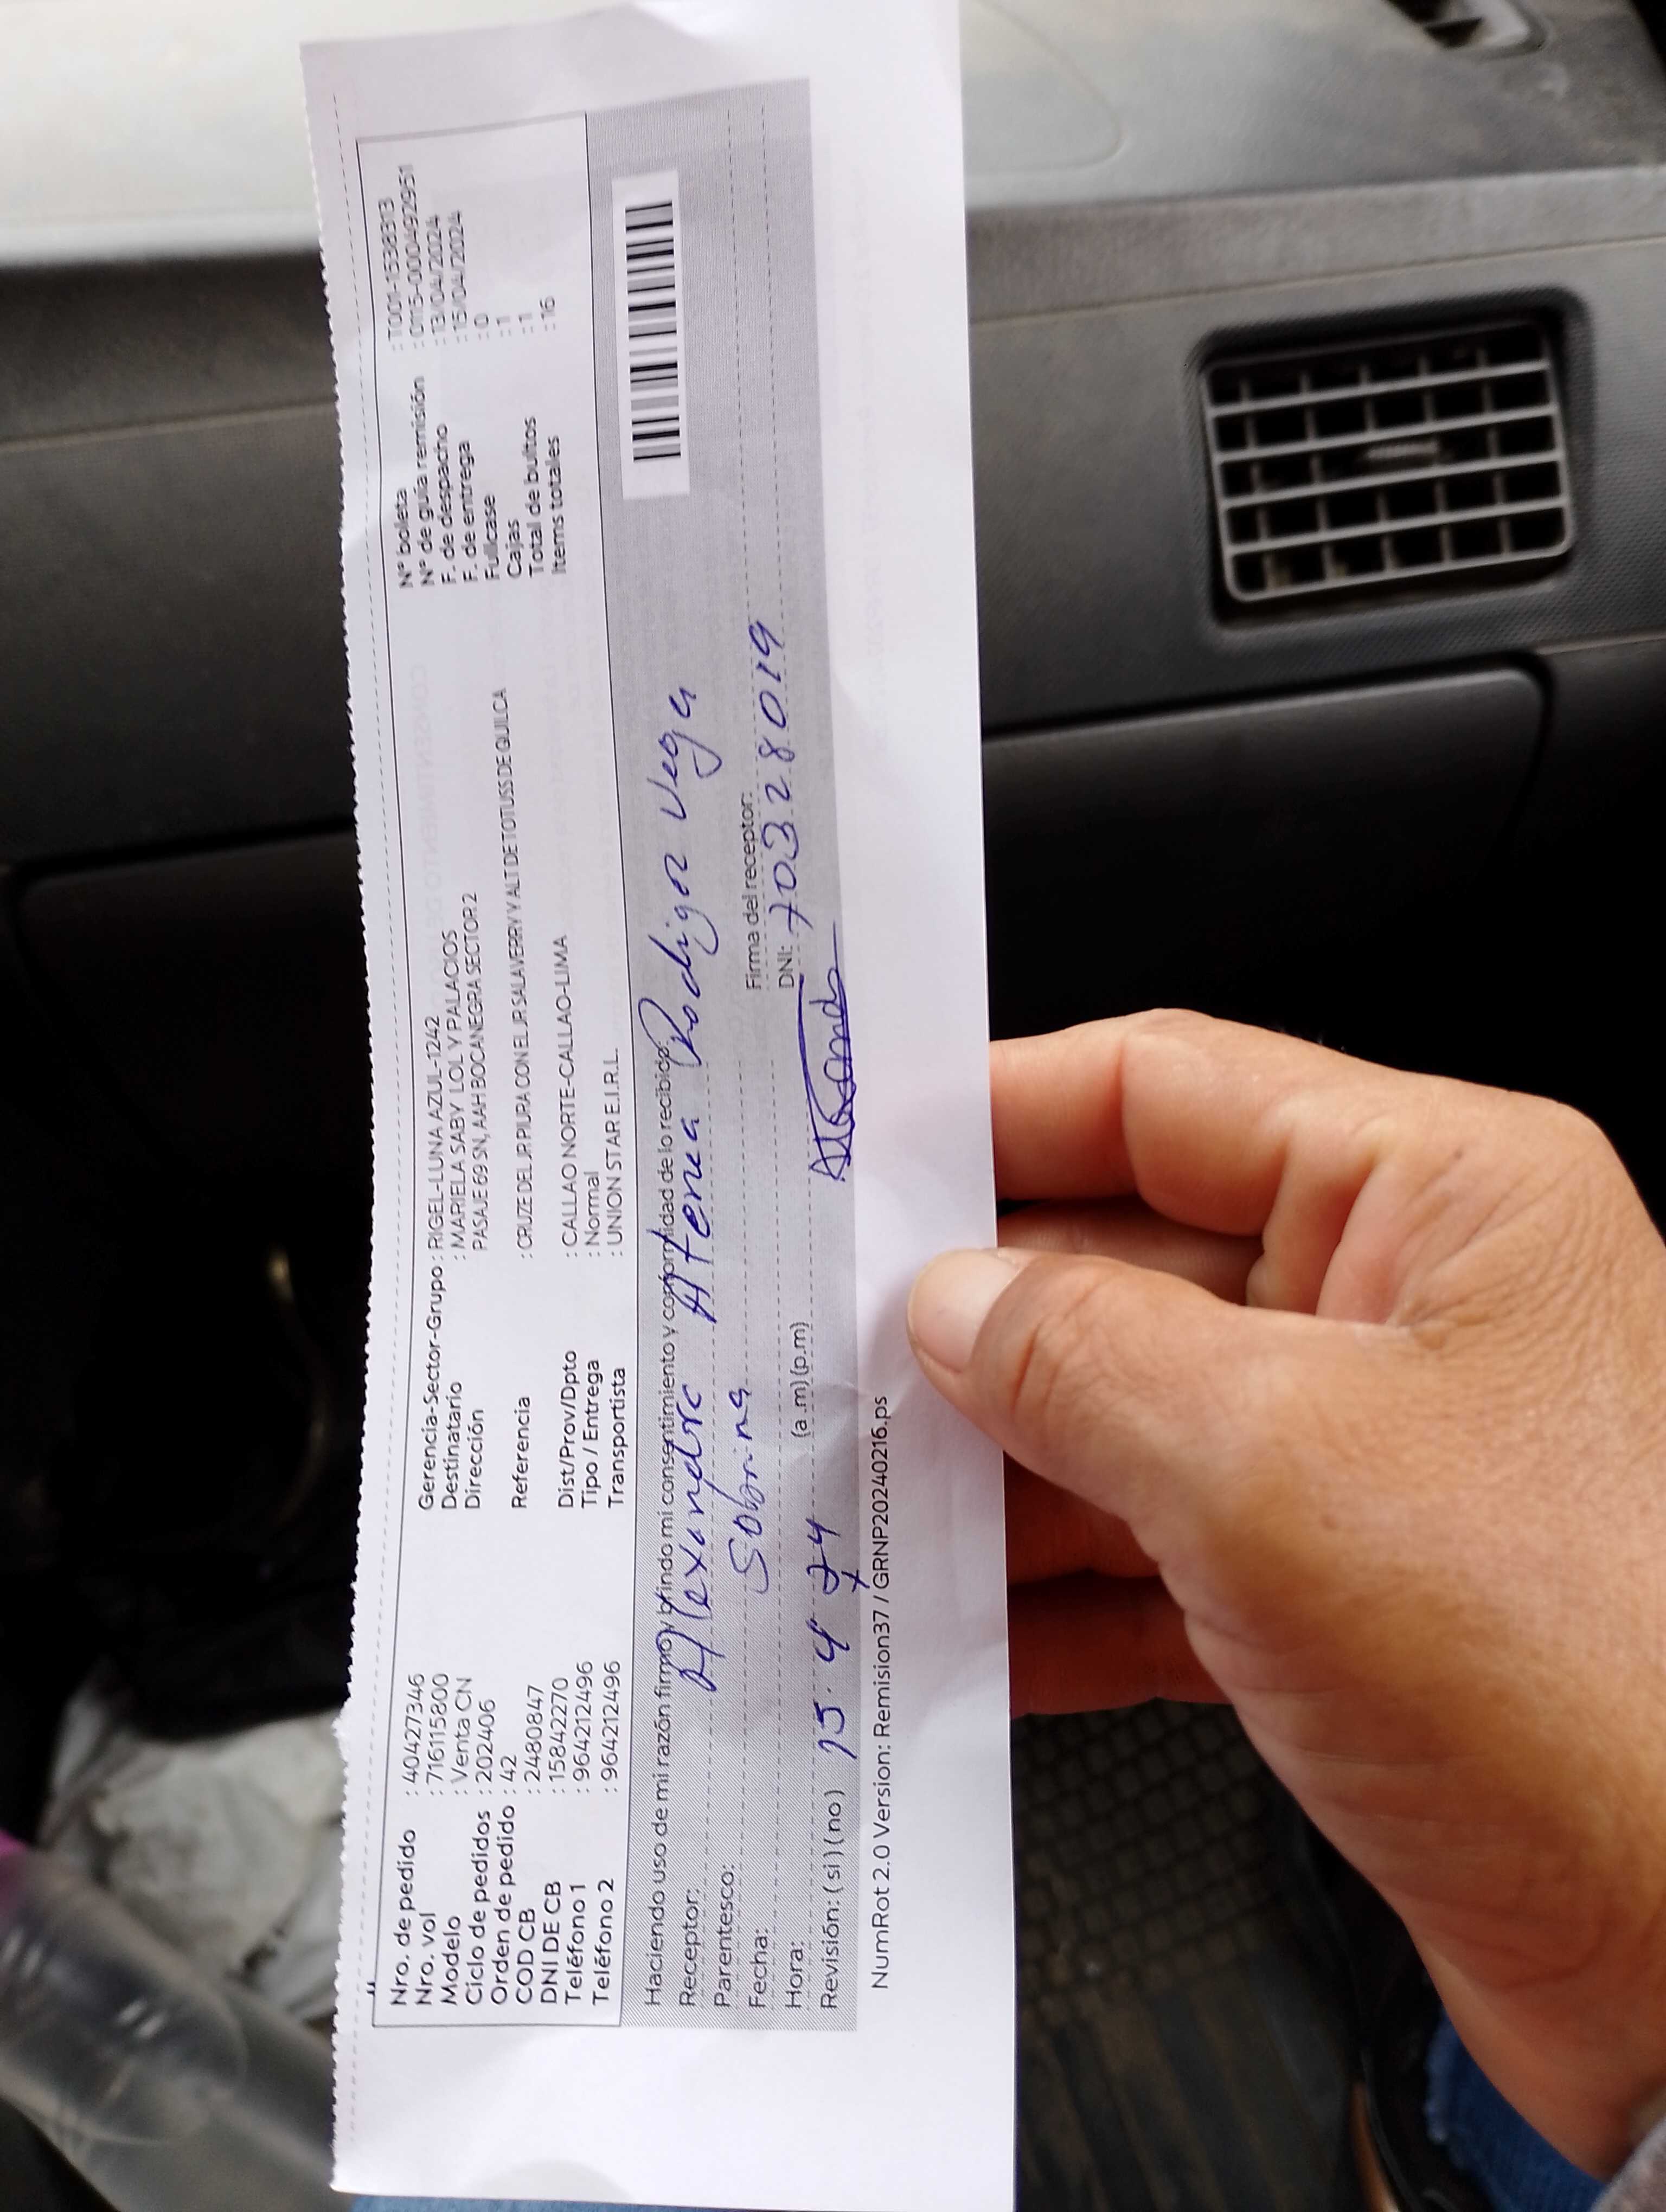 Nro. de pedido : 40427346
Nro. vol : 716115800
Modelo : Venta CN
Ciclo de pedidos : 202406
Orden de pedido : 42
COD CB : 2480847
DNI DE CB : 15842270
Teléfono 1 : 964212496
Teléfono 2 : 964212496
Gerencia-Sector-Grupo : RIGEL-LUNA AZUL-1242
Destinatario : MARIELA SABY LOLY PALACIOS
Dirección PASAJE 69 SN, AAH BOCANEGRA SECTOR 2
Referencia : CRUZE DEL JR PIURA CON EL JR SALAVERRY Y ALT DE TOTUSS DE QUILCA
Dist/Prov/Dpto : CALLAO NORTE-CALLAO-LIMA
Tipo / Entrega : Normal
Transportista : UNION STAR E.I.R.L.
N° boleta : T001-1538313
N° de guía remisión : 0115-0000492951
F. de despacho : 13/04/2024
F. de entrega : 15/04/2024
Fullcase : 0
Cajas : 1
Total de bultos : 1
Items totales : 16
Haciendo uso de mi razón firmo y brindo mi consentimiento y conformidad de lo recibido:
Receptor: Alexandra Atenea Rodigor Vega
Parentesco: Sobrina
Fecha:
Firma del receptor:
Hora: (a.m) (p.m)
DNI: 70328019
Revisión: (si) (no) 15. 4 24
NumRot 2.0 Version: Remision37 / GRNP20240216.ps